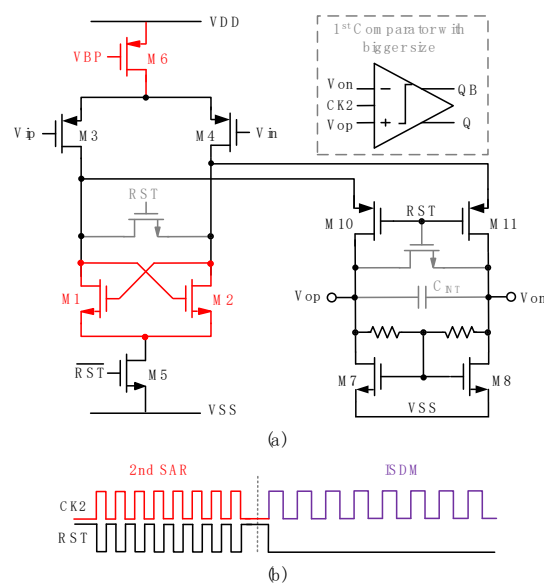 VDD
VBP
M6
1st Comparator with
bigger size
Von
CK2
Vop
QB
Q
Vip
M3
M4
Vin
RST
M10
RST
M11
M1
M2
Vop
CINT
Von
RST
M5
M7
M8
VSS
VSS
(a)
2nd SAR
ISDM
CK2
RST
(b)